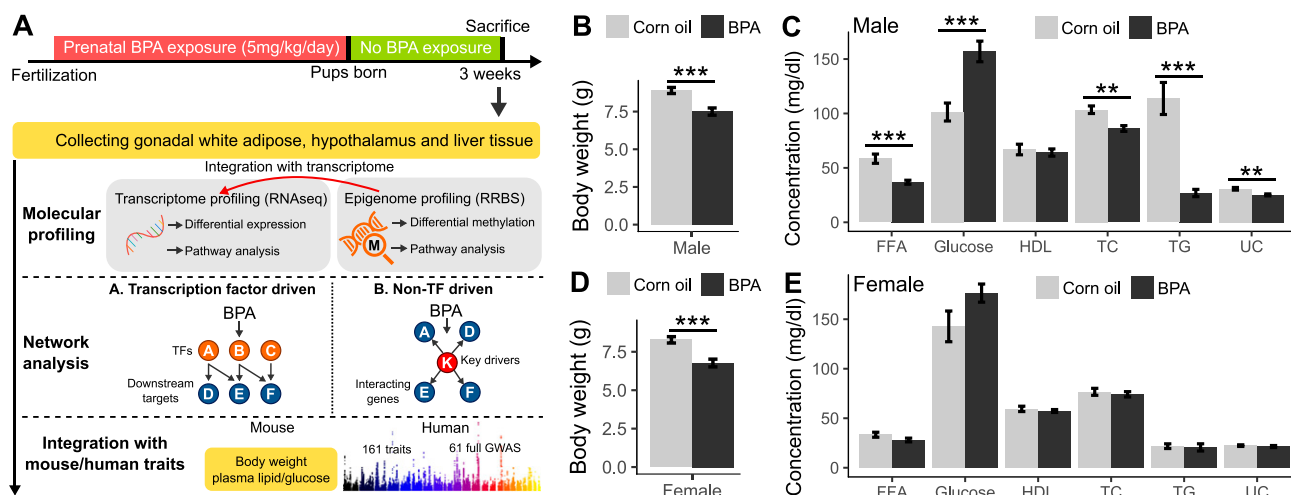 A
Sacrifice
Prenatal BPA exposure (5mg/kg/day)
No BPA exposure
Fertilization
Pups born
3 weeks
Collecting gonadal white adipose, hypothalamus and liver tissue
Integration with transcriptome
Molecular
profiling
Transcriptome profiling (RNAseq)
Differential expression
Pathway analysis
Epigenome profiling (RRBS)
M
Differential methylation
Pathway analysis
Network
analysis
A. Transcription factor driven
BPA
TFs
A B C
Downstream
targets
D E F
B. Non-TF driven
BPA
A D
K
Key drivers
Interacting
genes
E F
Integration with
mouse/human traits
Mouse
161 traits
Human
61 full GWAS
Body weight
plasma lipid/glucose
B
Corn oil BPA
Body weight (g)
***
7.5
5.0
2.5
0.0
Male
C
Male
Corn oil BPA
Concentration (mg/dl)
150
100
50
0
*** *** ** *** **
FFA Glucose HDL TC TG UC
D
Corn oil BPA
Body weight (g)
***
7.5
5.0
2.5
0.0
Female
E
Female
Corn oil BPA
Concentration (mg/dl)
150
100
50
0
FFA Glucose HDL TC TG UC